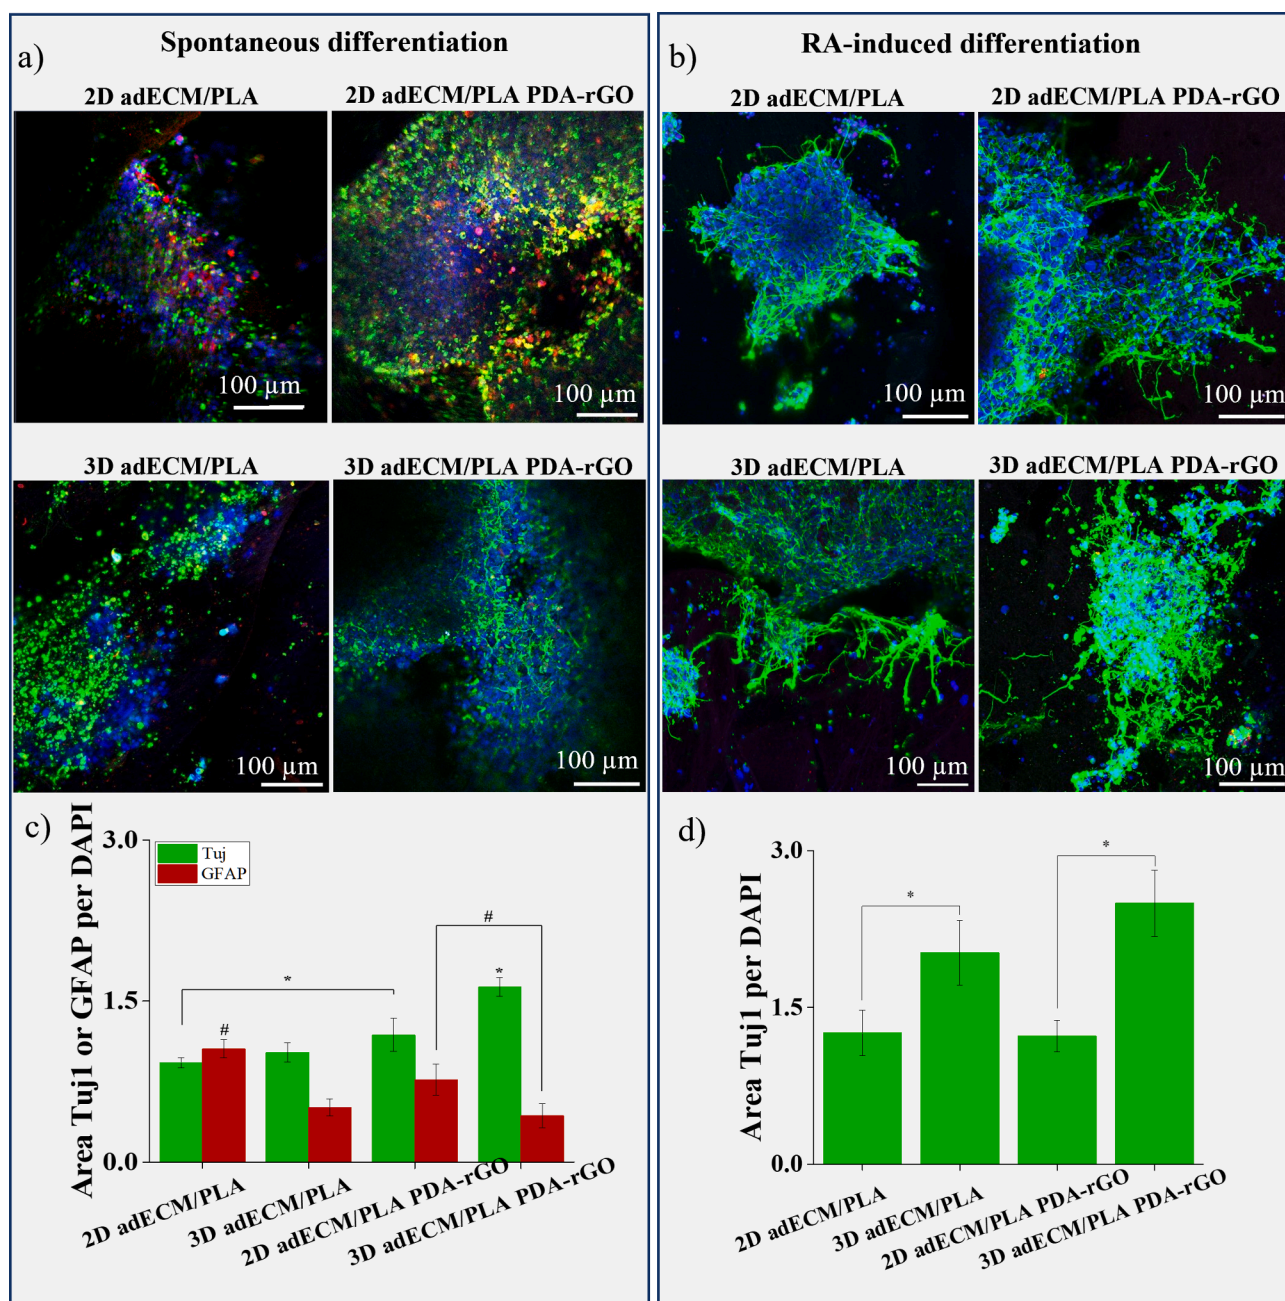 a)
Spontaneous differentiation
2D adECM/PLA
2D adECM/PLA PDA-rGO
100 µm
100 µm
3D adECM/PLA
3D adECM/PLA PDA-rGO
100 µm
100 µm
b)
RA-induced differentiation
2D adECM/PLA
2D adECM/PLA PDA-rGO
100 µm
100 µm
3D adECM/PLA
3D adECM/PLA PDA-rGO
100 µm
100 µm
c)
Area Tuj1 or GFAP per DAPI
3.0
1.5
0.0
Tuj
GFAP
*
#
#
*
2D adECM/PLA
3D adECM/PLA
2D adECM/PLA PDA-rGO
3D adECM/PLA PDA-rGO
d)
Area Tuj1 per DAPI
3.0
1.5
0.0
*
*
2D adECM/PLA
3D adECM/PLA
2D adECM/PLA PDA-rGO
3D adECM/PLA PDA-rGO